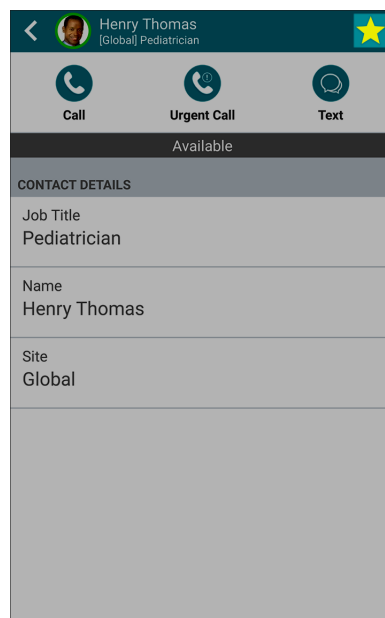 Henry Thomas
[Global] Pediatrician
Call
Urgent Call
Text
Available
CONTACT DETAILS
Job Title
Pediatrician
Name
Henry Thomas
Site
Global